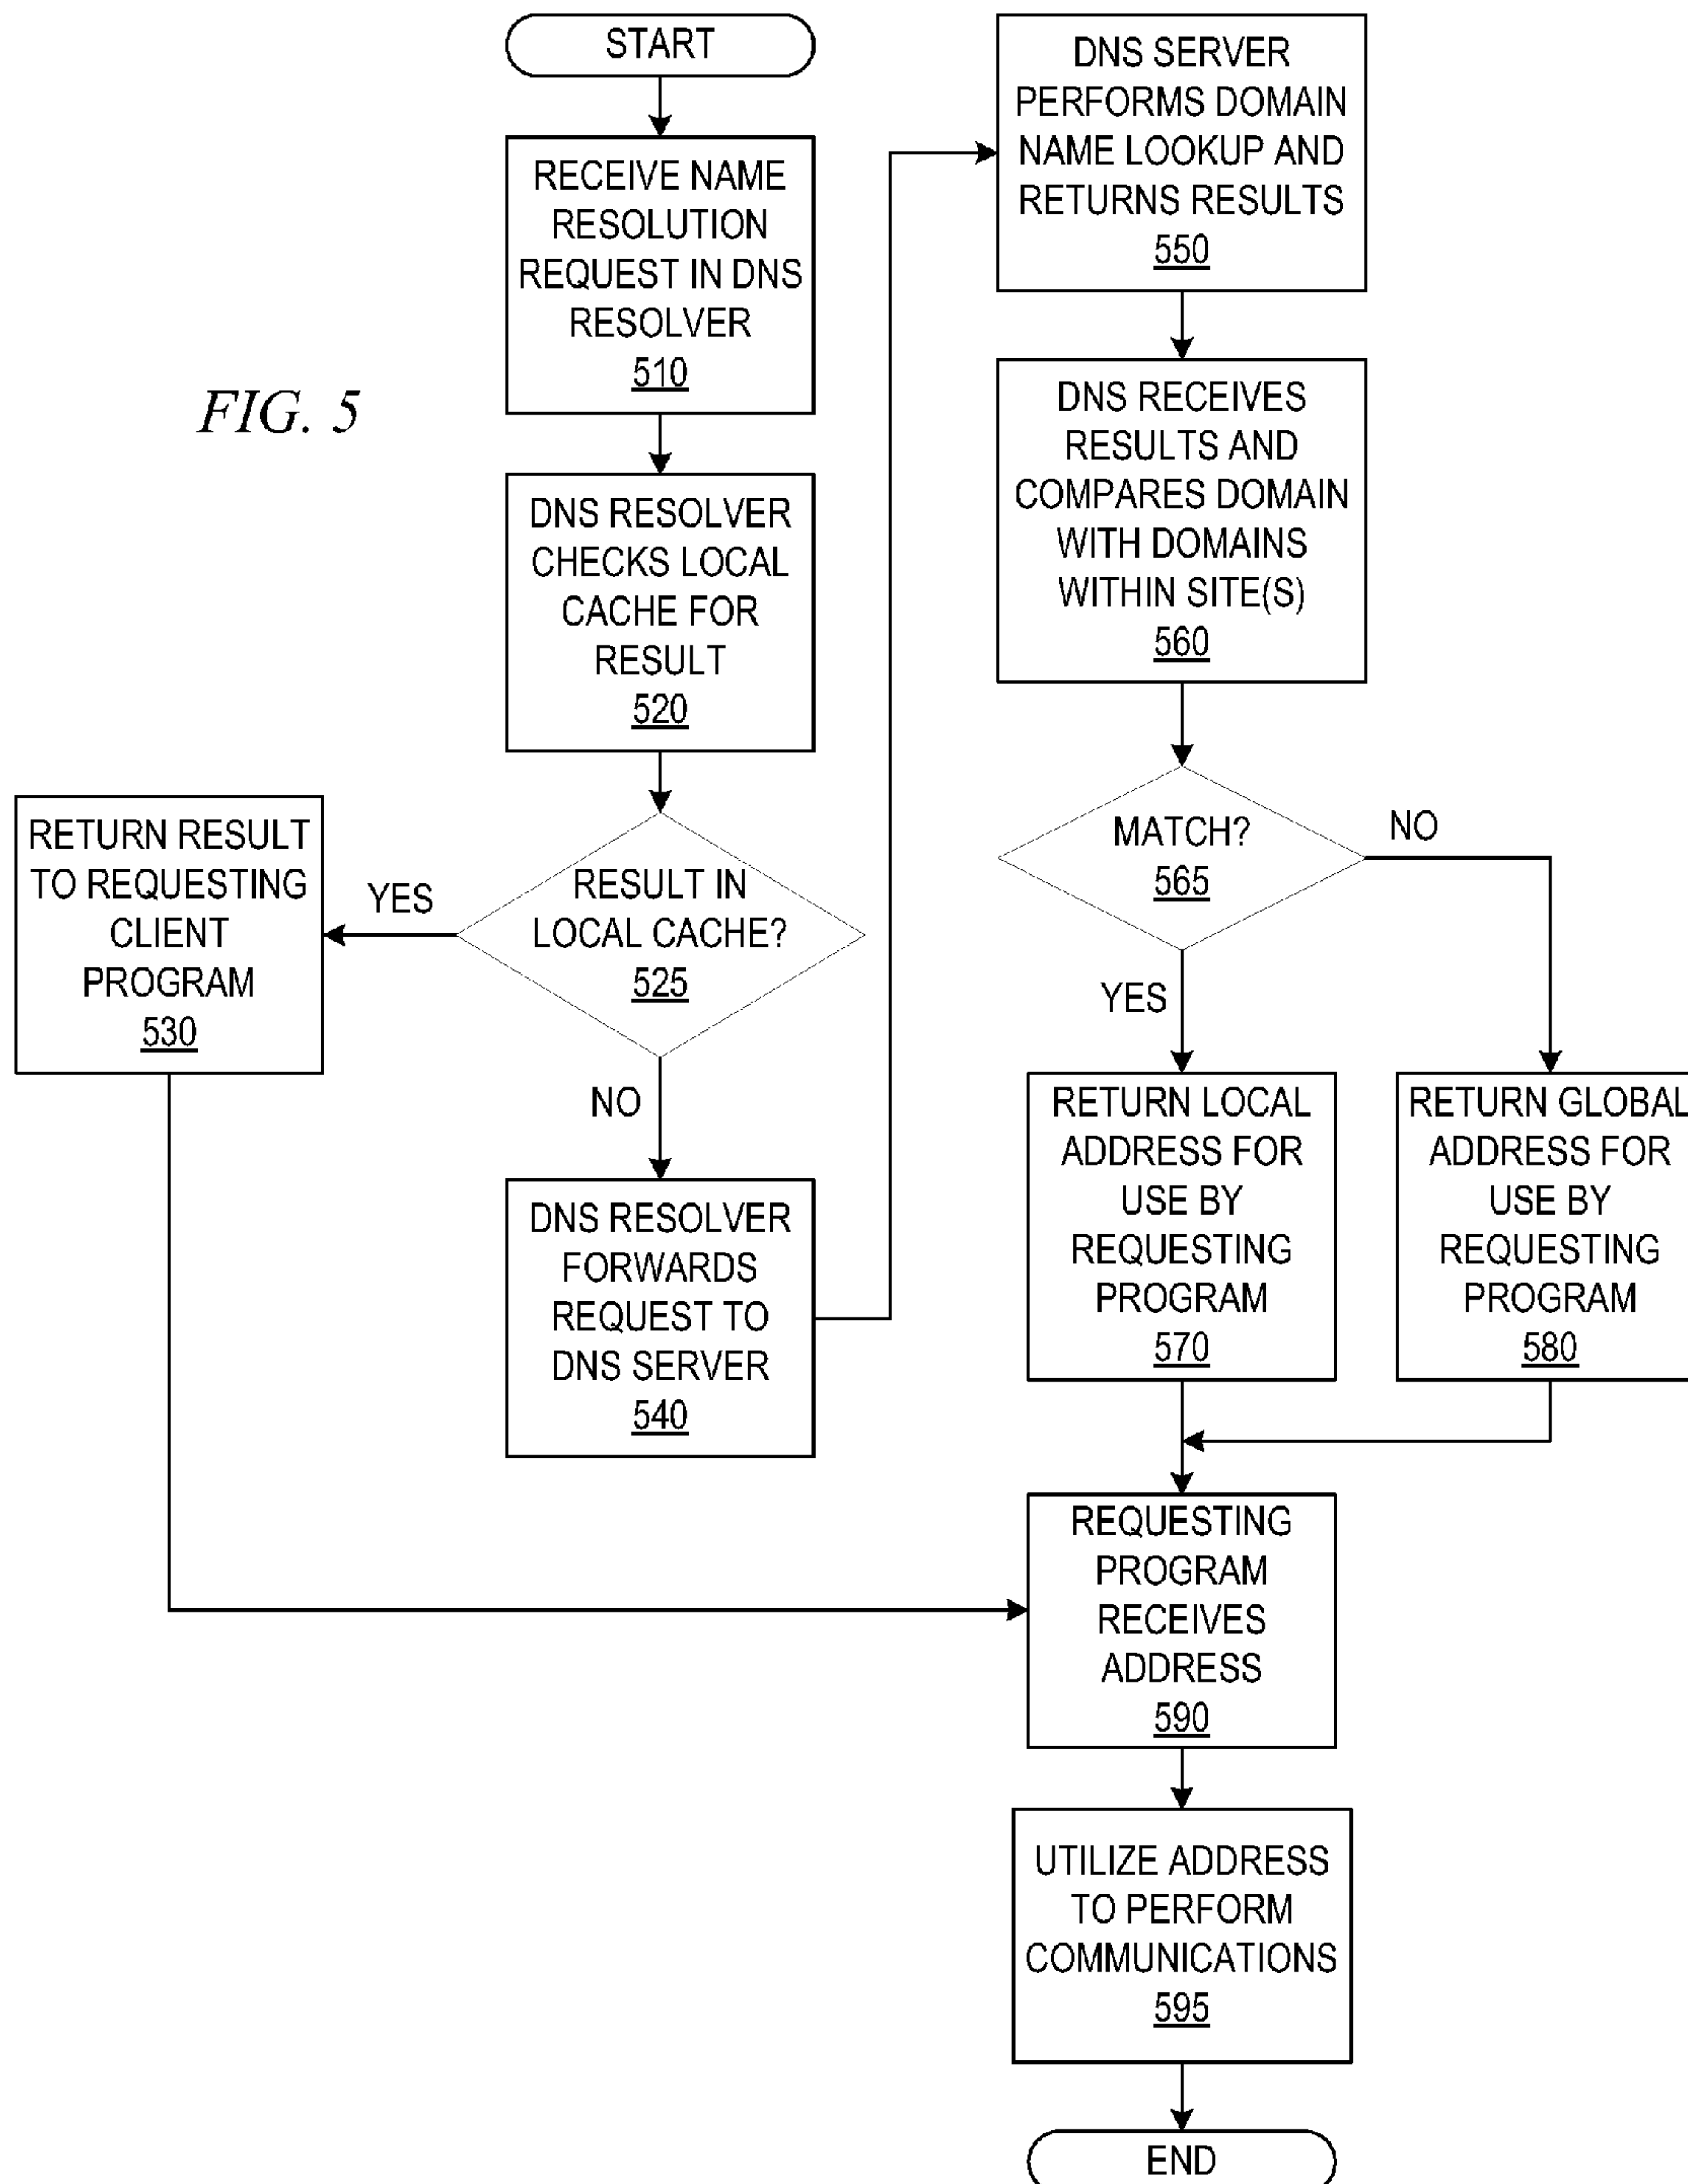 START
RECEIVE NAME
RESOLUTION
REQUEST IN DNS
RESOLVER
510
FIG. 5
DNS RESOLVER
CHECKS LOCAL
CACHE FOR
RESULT
520
RESULT IN
LOCAL CACHE?
525
YES
RETURN RESULT
TO REQUESTING
CLIENT
PROGRAM
530
NO
DNS RESOLVER
FORWARDS
REQUEST TO
DNS SERVER
540
DNS SERVER
PERFORMS DOMAIN
NAME LOOKUP AND
RETURNS RESULTS
550
DNS RECEIVES
RESULTS AND
COMPARES DOMAIN
WITH DOMAINS
WITHIN SITE(S)
560
MATCH?
565
NO
YES
RETURN LOCAL
ADDRESS FOR
USE BY
REQUESTING
PROGRAM
570
RETURN GLOBAL
ADDRESS FOR
USE BY
REQUESTING
PROGRAM
580
REQUESTING
PROGRAM
RECEIVES
ADDRESS
590
UTILIZE ADDRESS
TO PERFORM
COMMUNICATIONS
595
END